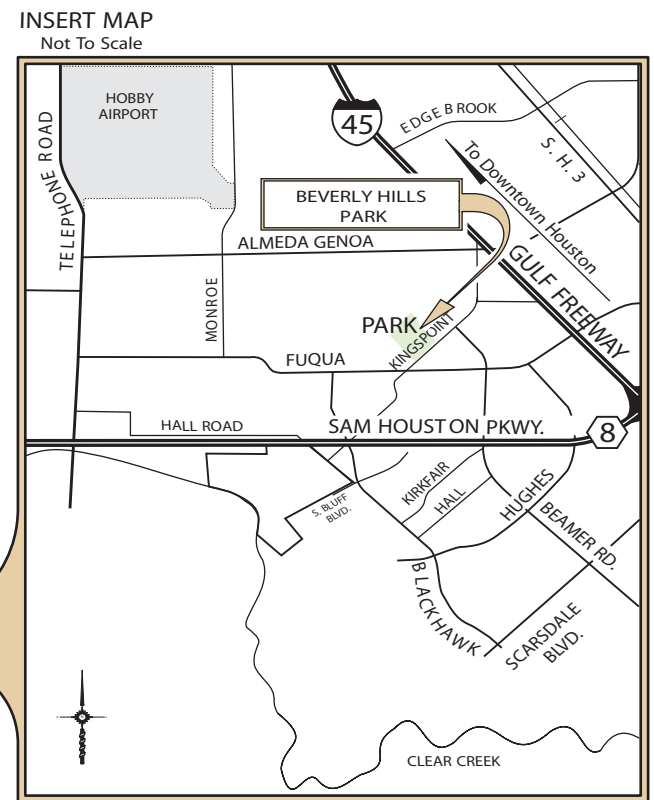 INSERT MAP
Not To Scale
HOBBY
AIRPORT
TELEPHONE ROAD
45
EDGEBROOK
S. H. 3
To Downtown Houston
BEVERLY HILLS
PARK
ALMEDA GENOA
GULF FREEWAY
MONROE
PARK
KINGSPOINT
FUQUA
HALL ROAD
SAM HOUSTON PKWY.
8
KIRKFAIR
HALL
S. BLUFF
BLVD.
HUGHES
BEAMER RD.
BLACKHAWK
SCARSDALE
BLVD.
CLEAR CREEK